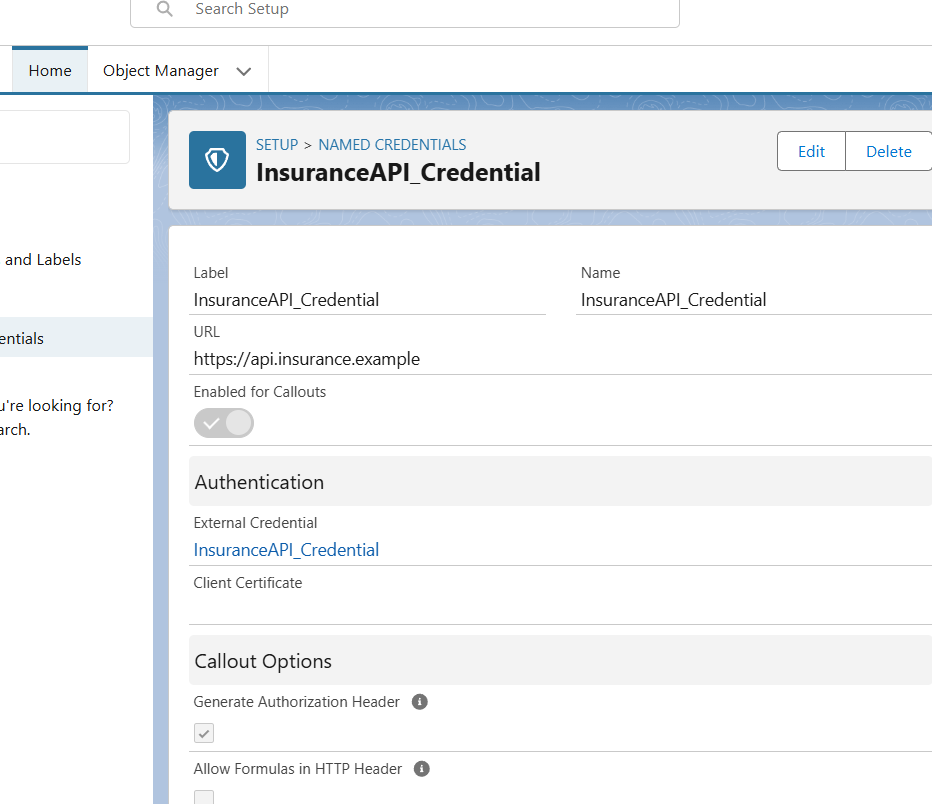 Search Setup
Home
Object Manager
SETUP > NAMED CREDENTIALS
InsuranceAPI_Credential
Edit
Delete
and Labels
entials
u're looking for?
arch.
Label
InsuranceAPI_Credential
Name
InsuranceAPI_Credential
URL
https://api.insurance.example
Enabled for Callouts
Authentication
External Credential
InsuranceAPI_Credential
Client Certificate
Callout Options
Generate Authorization Header
Allow Formulas in HTTP Header